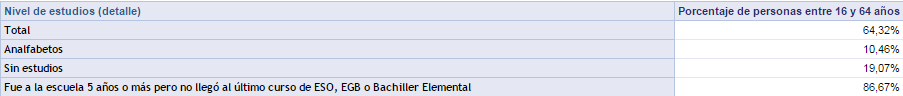 Nivel de estudios (detalle) Porcentaje de personas entre 16 y 64 años
Total 64,32%
Analfabetos 10,46%
Sin estudios 19,07%
Fue a la escuela 5 años o más pero no llegó al último curso de ESO, EGB o Bachiller Elemental 86,67%